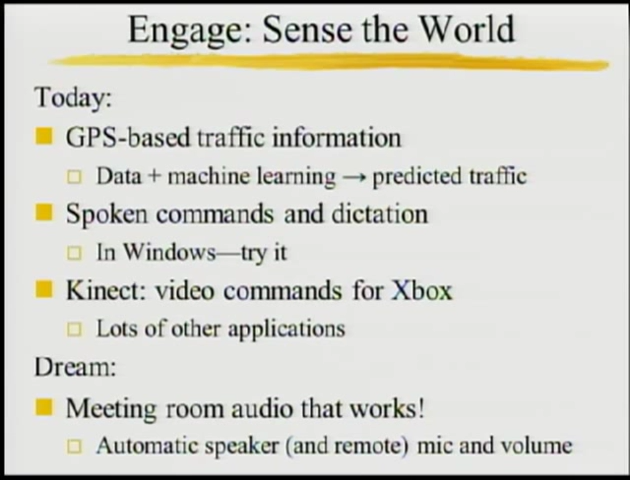 Engage: Sense the World
Today:
GPS-based traffic information
Data + machine learning → predicted traffic
Spoken commands and dictation
In Windows—try it
Kinect: video commands for Xbox
Lots of other applications
Dream:
Meeting room audio that works!
Automatic speaker (and remote) mic and volume